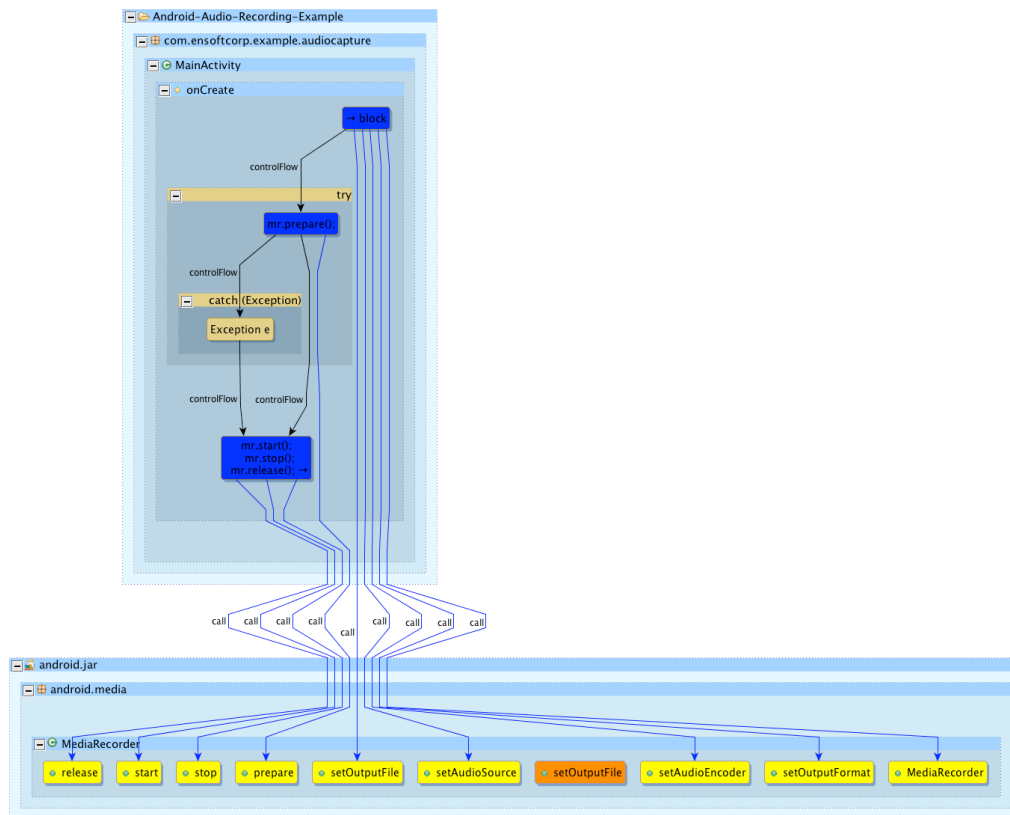 Android-Audio-Recording-Example
com.ensoftcorp.example.audiocapture
MainActivity
onCreate
→ block
controlFlow
try
mr.prepare();
controlFlow
catch (Exception)
Exception e
controlFlow controlFlow
mr.start();
mr.stop();
mr.release(); →
call call call call call call call call call
android.jar
android.media
MediaRecorder
release start stop prepare setOutputFile setAudioSource setOutputFile setAudioEncoder setOutputFormat MediaRecorder